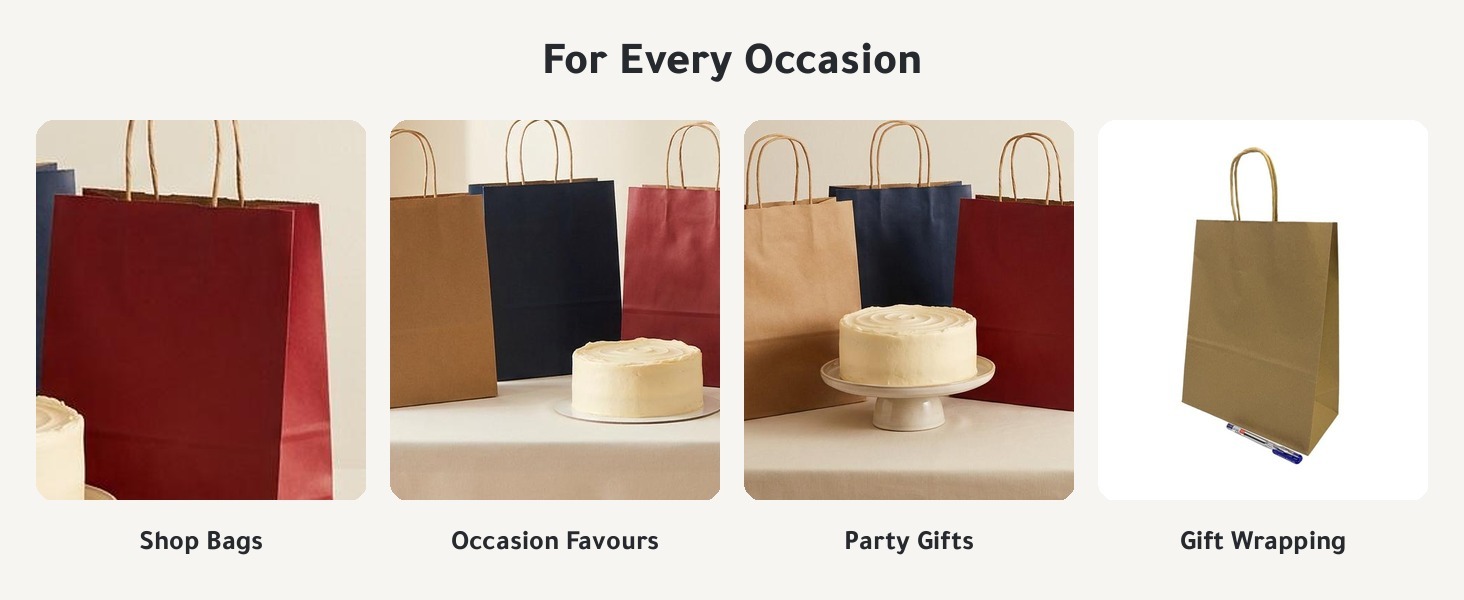 For Every Occasion
Shop Bags
Occasion Favours
Party Gifts
Gift Wrapping